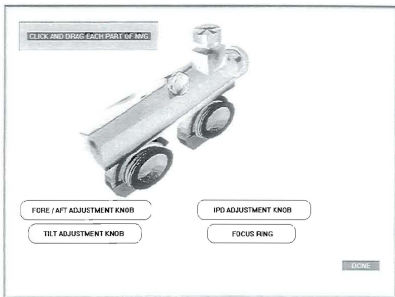 CLICK AND DRAG EACH PART OF NVG
FORE / AFT ADJUSTMENT KNOB
IPD ADJUSTMENT KNOB
TILT ADJUSTMENT KNOB
FOCUS RING
DONE